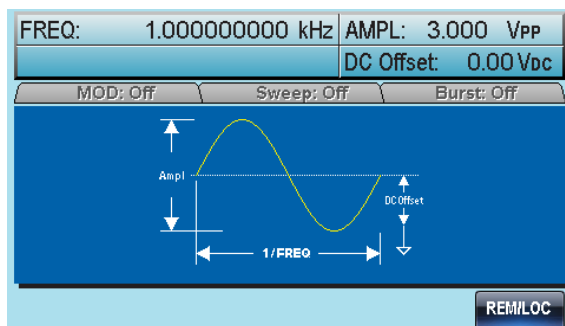 FREQ: 1.000000000 kHz AMPL: 3.000 VPP
DC Offset: 0.00 VDC
MOD: Off Sweep: Off Burst: Off
Ampl
DC Offset
1/FREQ
REM/LOC